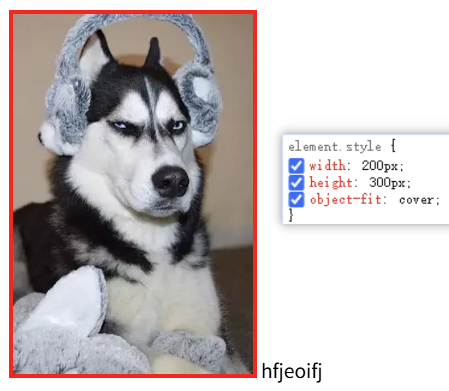 element.style {
width: 200px;
height: 300px;
object-fit: cover;
}
hfjeoifj